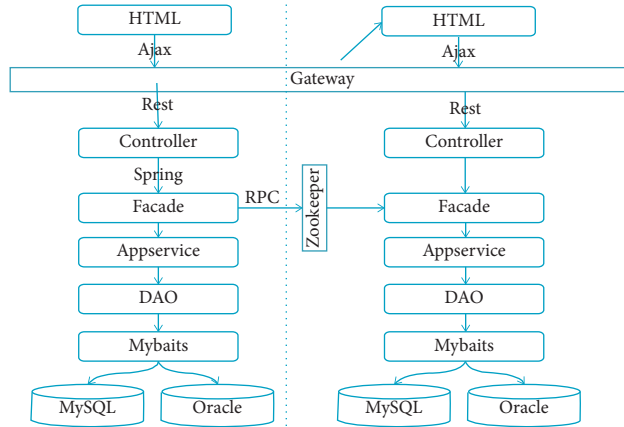 HTML
HTML
Ajax
Ajax
Gateway
Rest
Rest
Controller
Controller
Spring
Facade
RPC
Zookeeper
Facade
Appservice
Appservice
DAO
DAO
Mybaits
Mybaits
MySQL
Oracle
MySQL
Oracle